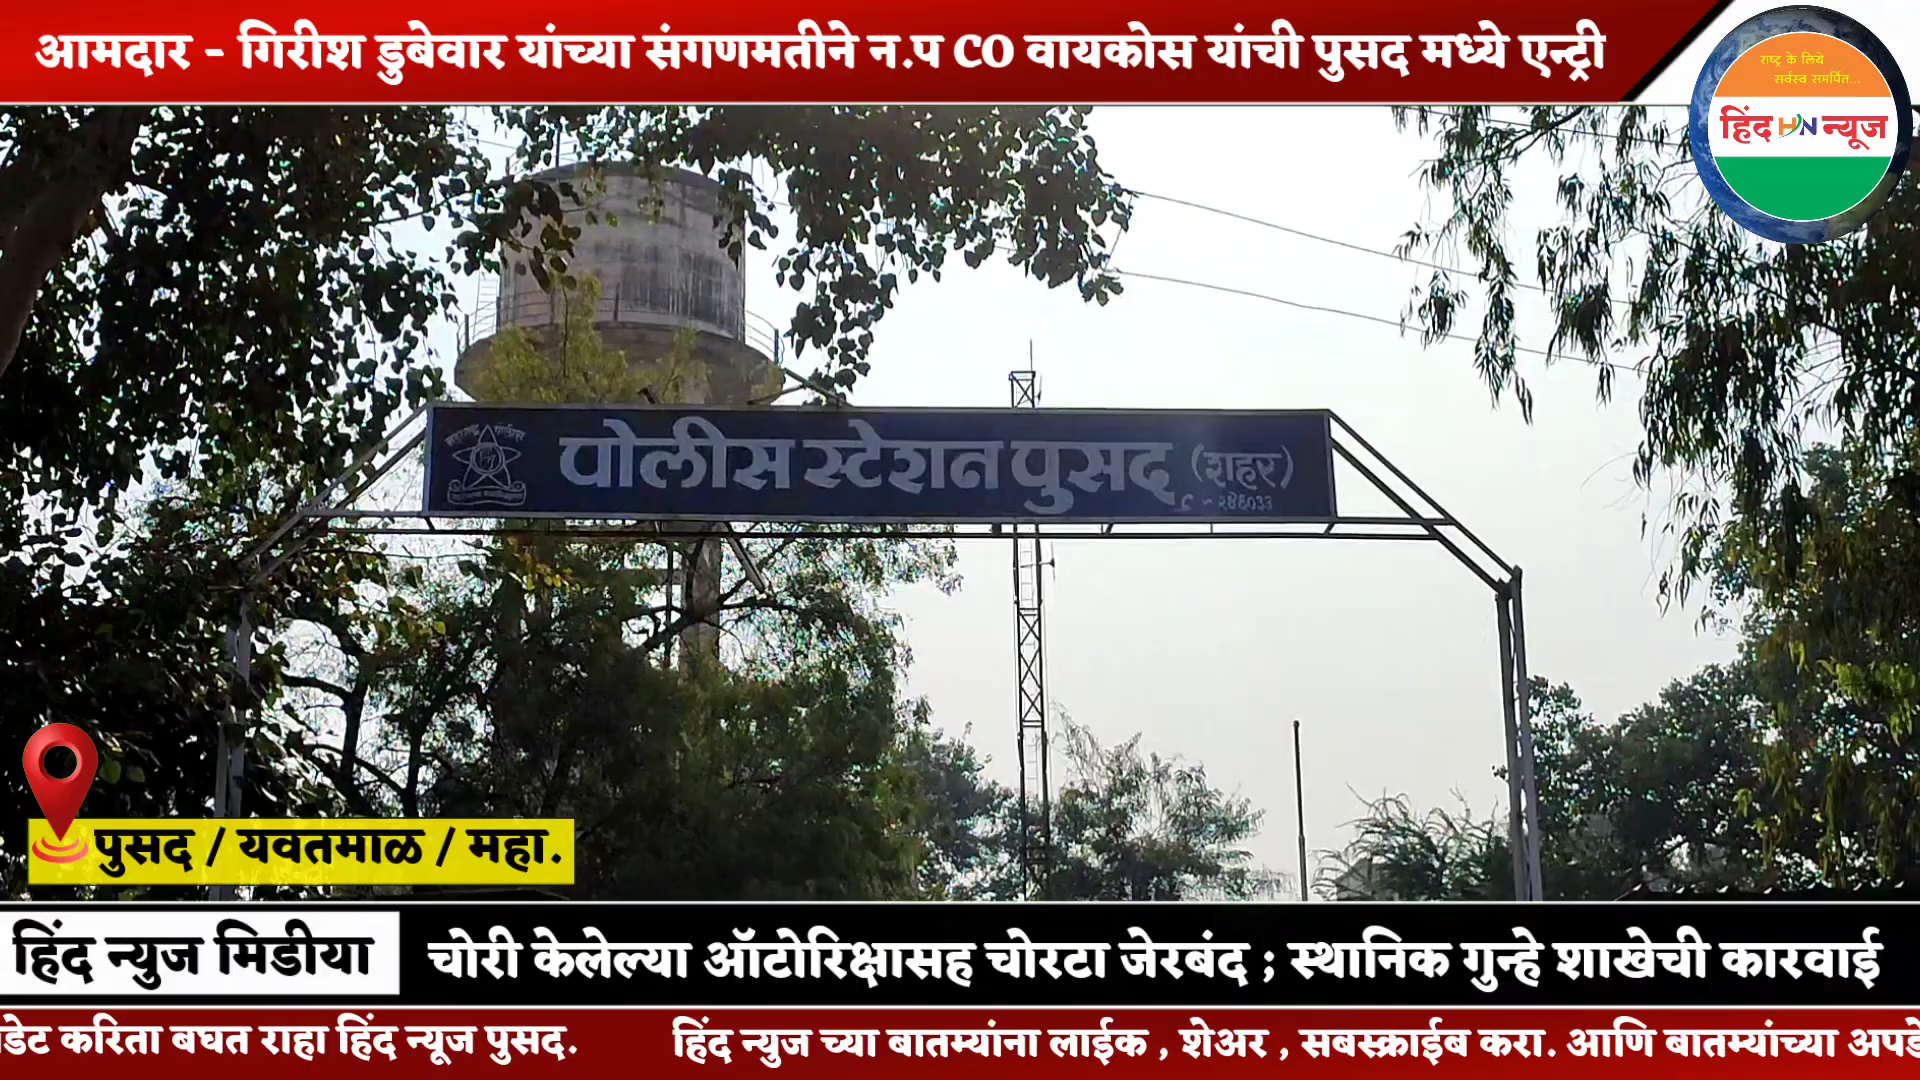 आमदार - गिरीश डुबेवार यांच्या संगणमतीने न.प CO वायकोस यांची पुसद मध्ये एन्ट्री
राष्ट्र के लिये
सर्वस्व समर्पित...
हिंद HN न्यूज
पोलीस स्टेशन पुसद (शहर)
पुसद / यवतमाळ / महा.
हिंद न्युज मिडीया
चोरी केलेल्या ऑटोरिक्षासह चोरटा जेरबंद ; स्थानिक गुन्हे शाखेची कारवाई
डेट करिता बघत राहा हिंद न्यूज पुसद. हिंद न्युज च्या बातम्यांना लाईक , शेअर , सबस्क्राईब करा. आणि बातम्यांच्या अपडे